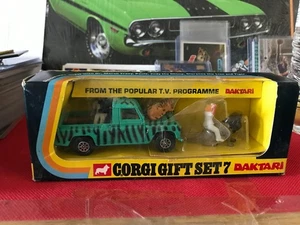 FROM THE POPULAR T.V. PROGRAMME DAKTARI
CORGI GIFT SET 7 DAKTARI